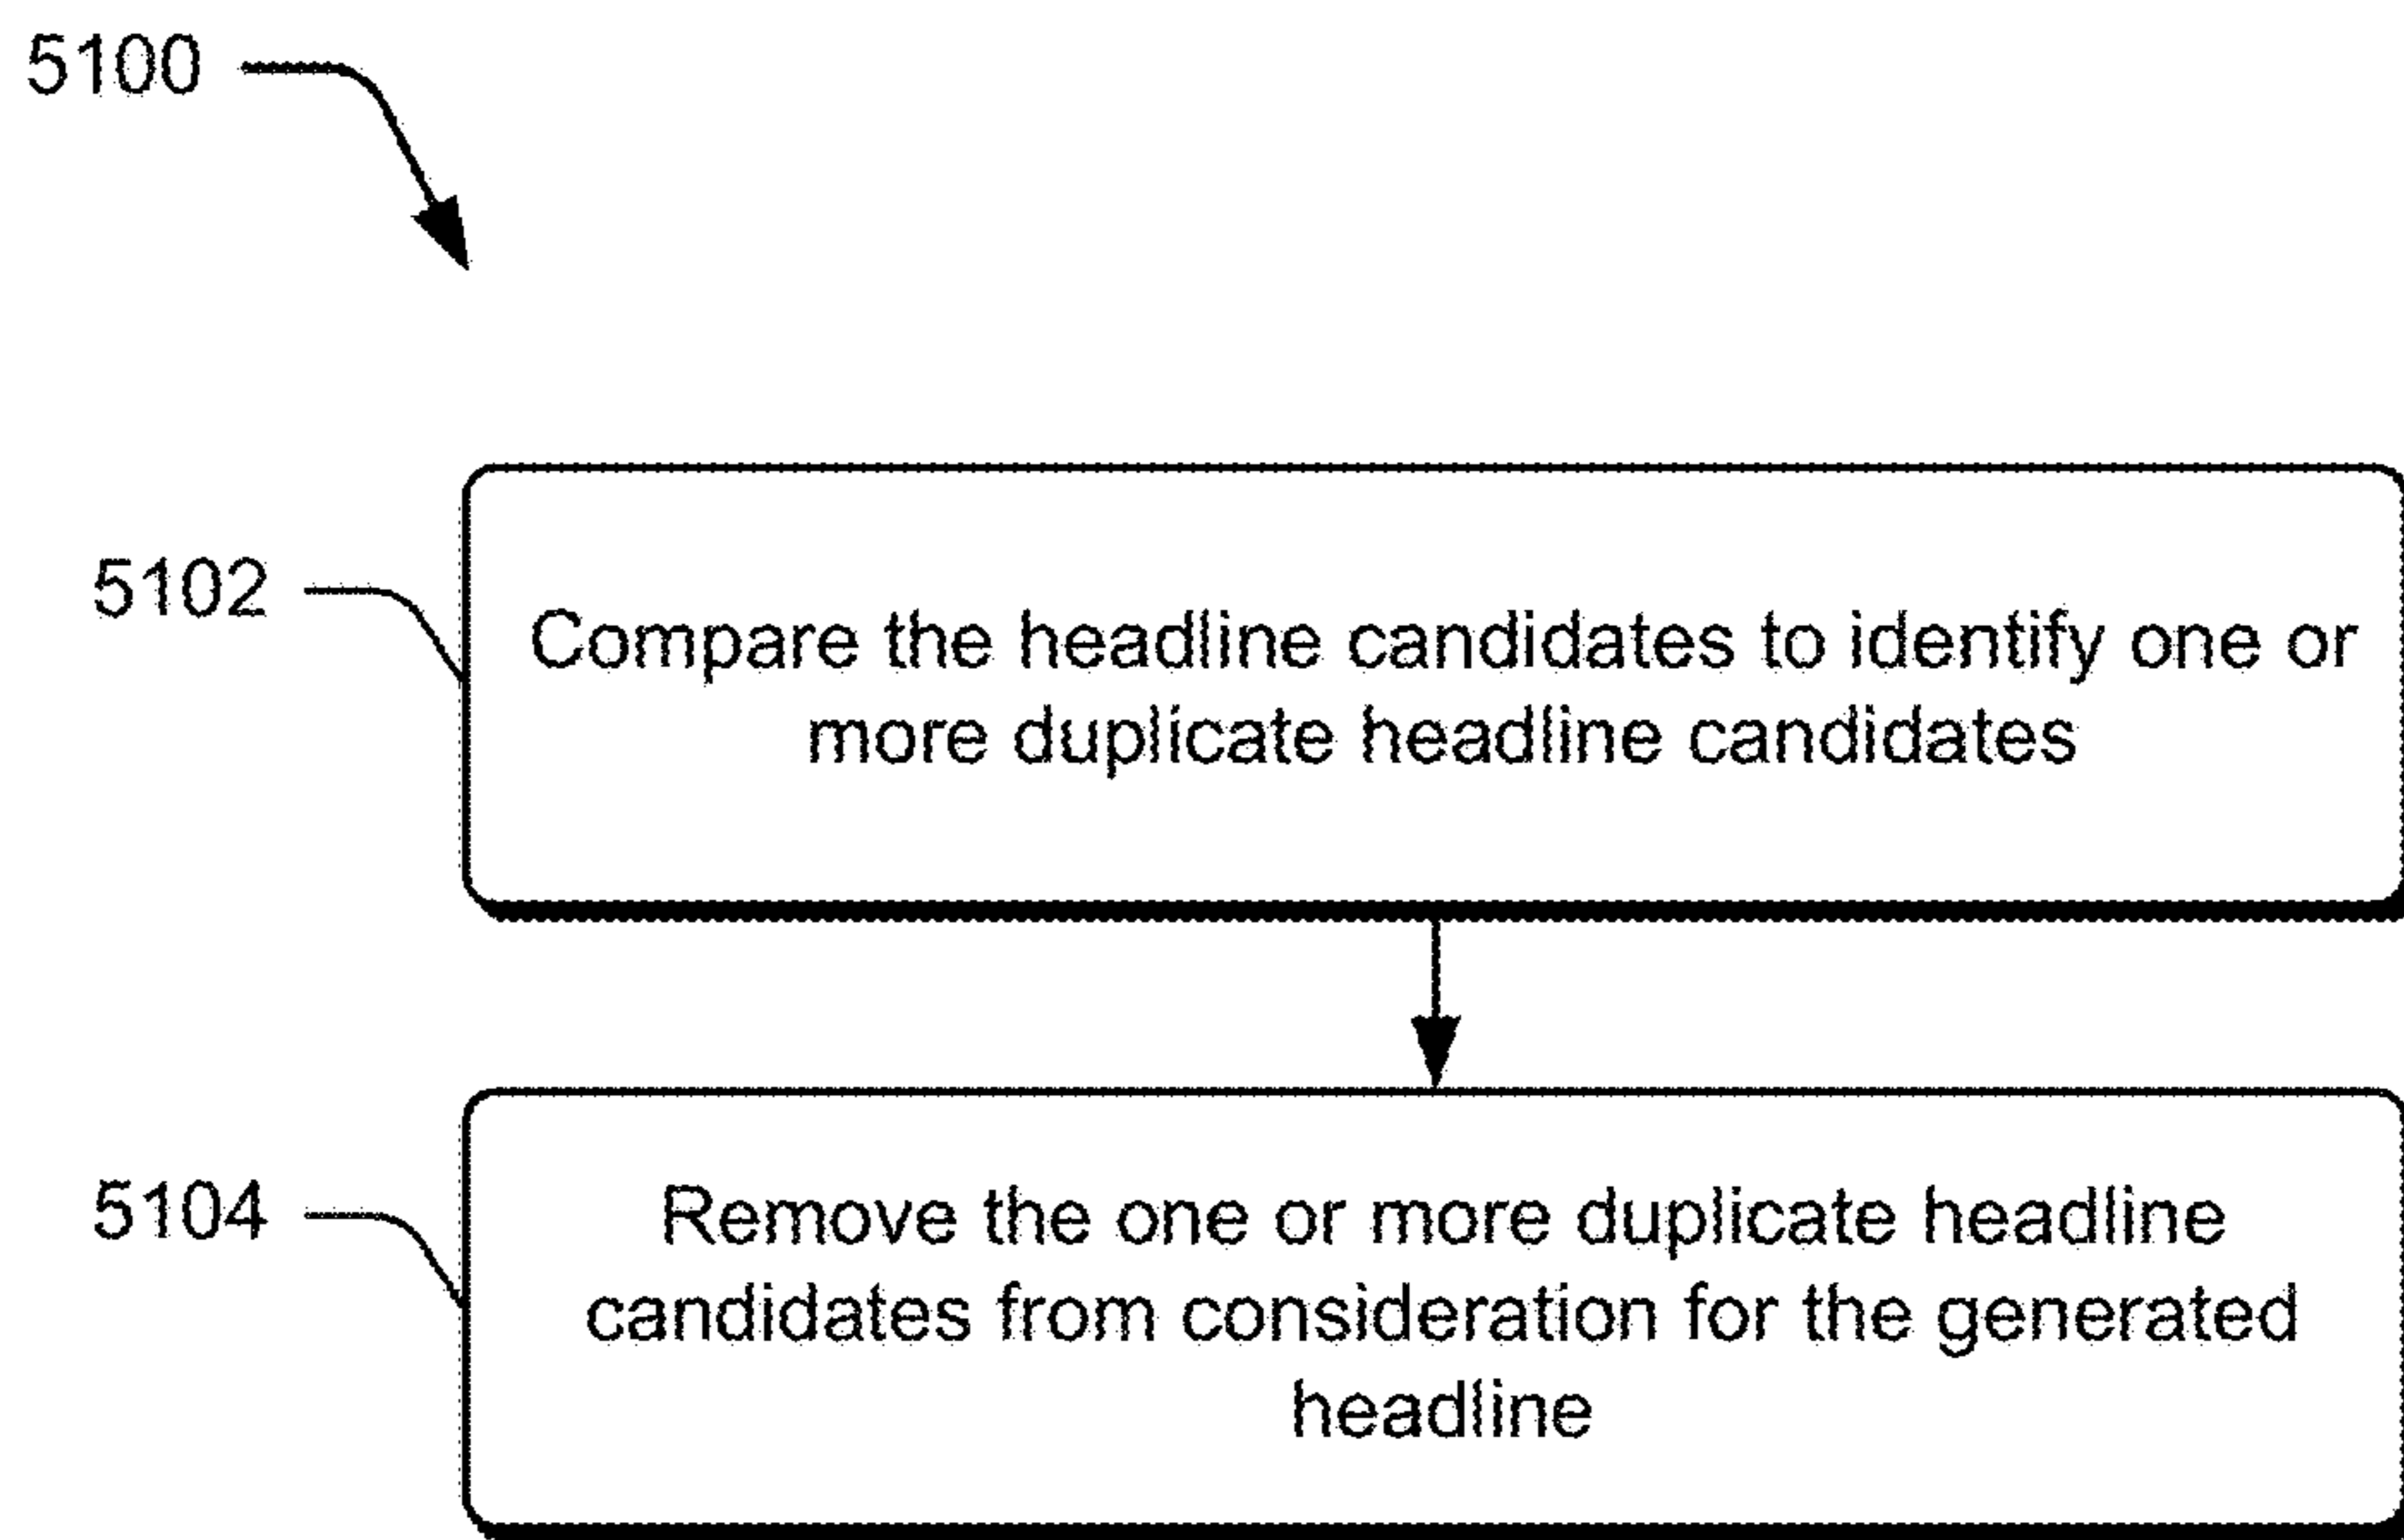 5100
5102
Compare the headline candidates to identify one or
more duplicate headline candidates
5104
Remove the one or more duplicate headline
candidates from consideration for the generated
headline